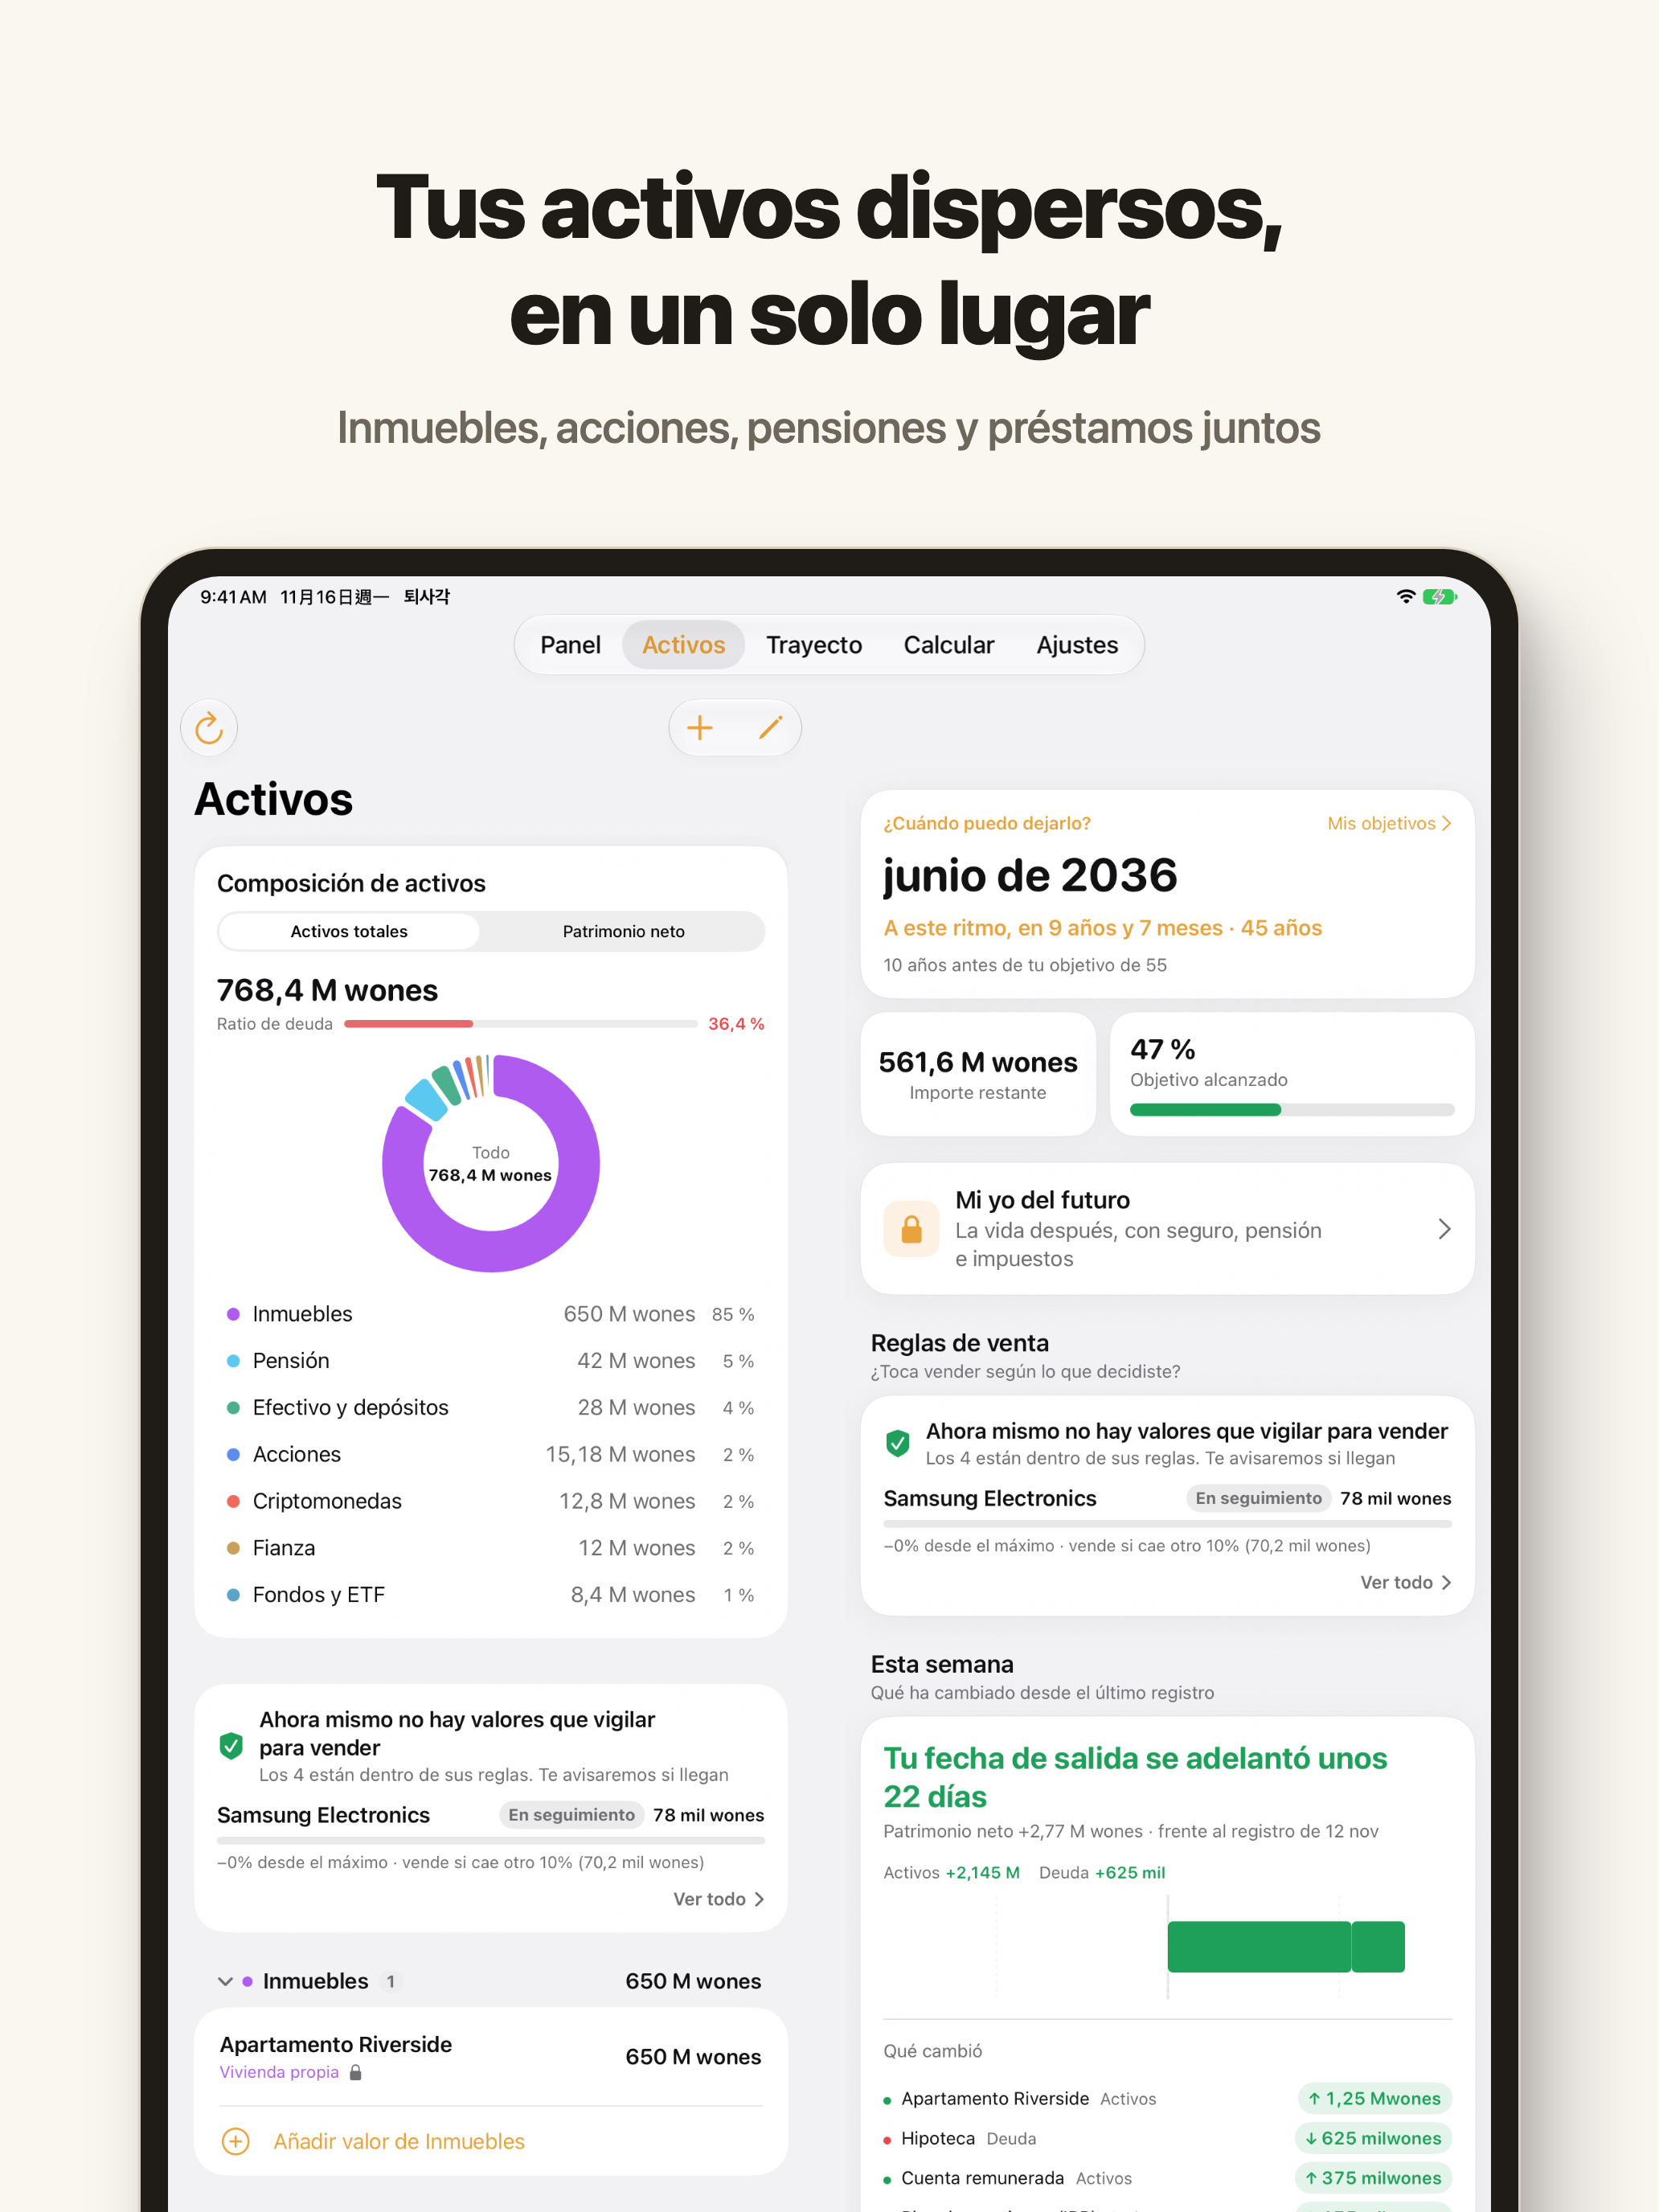 Tus activos dispersos,
en un solo lugar
Inmuebles, acciones, pensiones y préstamos juntos
9:41 AM 11月16日週一 퇴사각
Panel Activos Trayecto Calcular Ajustes
Activos
Composición de activos
Activos totales Patrimonio neto
768,4 M wones
Ratio de deuda 36,4 %
Todo
768,4 M wones
Inmuebles 650 M wones 85 %
Pensión 42 M wones 5 %
Efectivo y depósitos 28 M wones 4 %
Acciones 15,18 M wones 2 %
Criptomonedas 12,8 M wones 2 %
Fianza 12 M wones 2 %
Fondos y ETF 8,4 M wones 1 %
Ahora mismo no hay valores que vigilar
para vender
Los 4 están dentro de sus reglas. Te avisaremos si llegan
Samsung Electronics En seguimiento 78 mil wones
−0% desde el máximo · vende si cae otro 10% (70,2 mil wones)
Ver todo
Inmuebles 1 650 M wones
Apartamento Riverside 650 M wones
Vivienda propia
Añadir valor de Inmuebles
¿Cuándo puedo dejarlo? Mis objetivos
junio de 2036
A este ritmo, en 9 años y 7 meses · 45 años
10 años antes de tu objetivo de 55
561,6 M wones
Importe restante
47 %
Objetivo alcanzado
Mi yo del futuro
La vida después, con seguro, pensión
e impuestos
Reglas de venta
¿Toca vender según lo que decidiste?
Ahora mismo no hay valores que vigilar para vender
Los 4 están dentro de sus reglas. Te avisaremos si llegan
Samsung Electronics En seguimiento 78 mil wones
−0% desde el máximo · vende si cae otro 10% (70,2 mil wones)
Ver todo
Esta semana
Qué ha cambiado desde el último registro
Tu fecha de salida se adelantó unos
22 días
Patrimonio neto +2,77 M wones · frente al registro de 12 nov
Activos +2,145 M Deuda +625 mil
Qué cambió
Apartamento Riverside Activos ↑ 1,25 Mwones
Hipoteca Deuda ↓ 625 milwones
Cuenta remunerada Activos ↑ 375 milwones